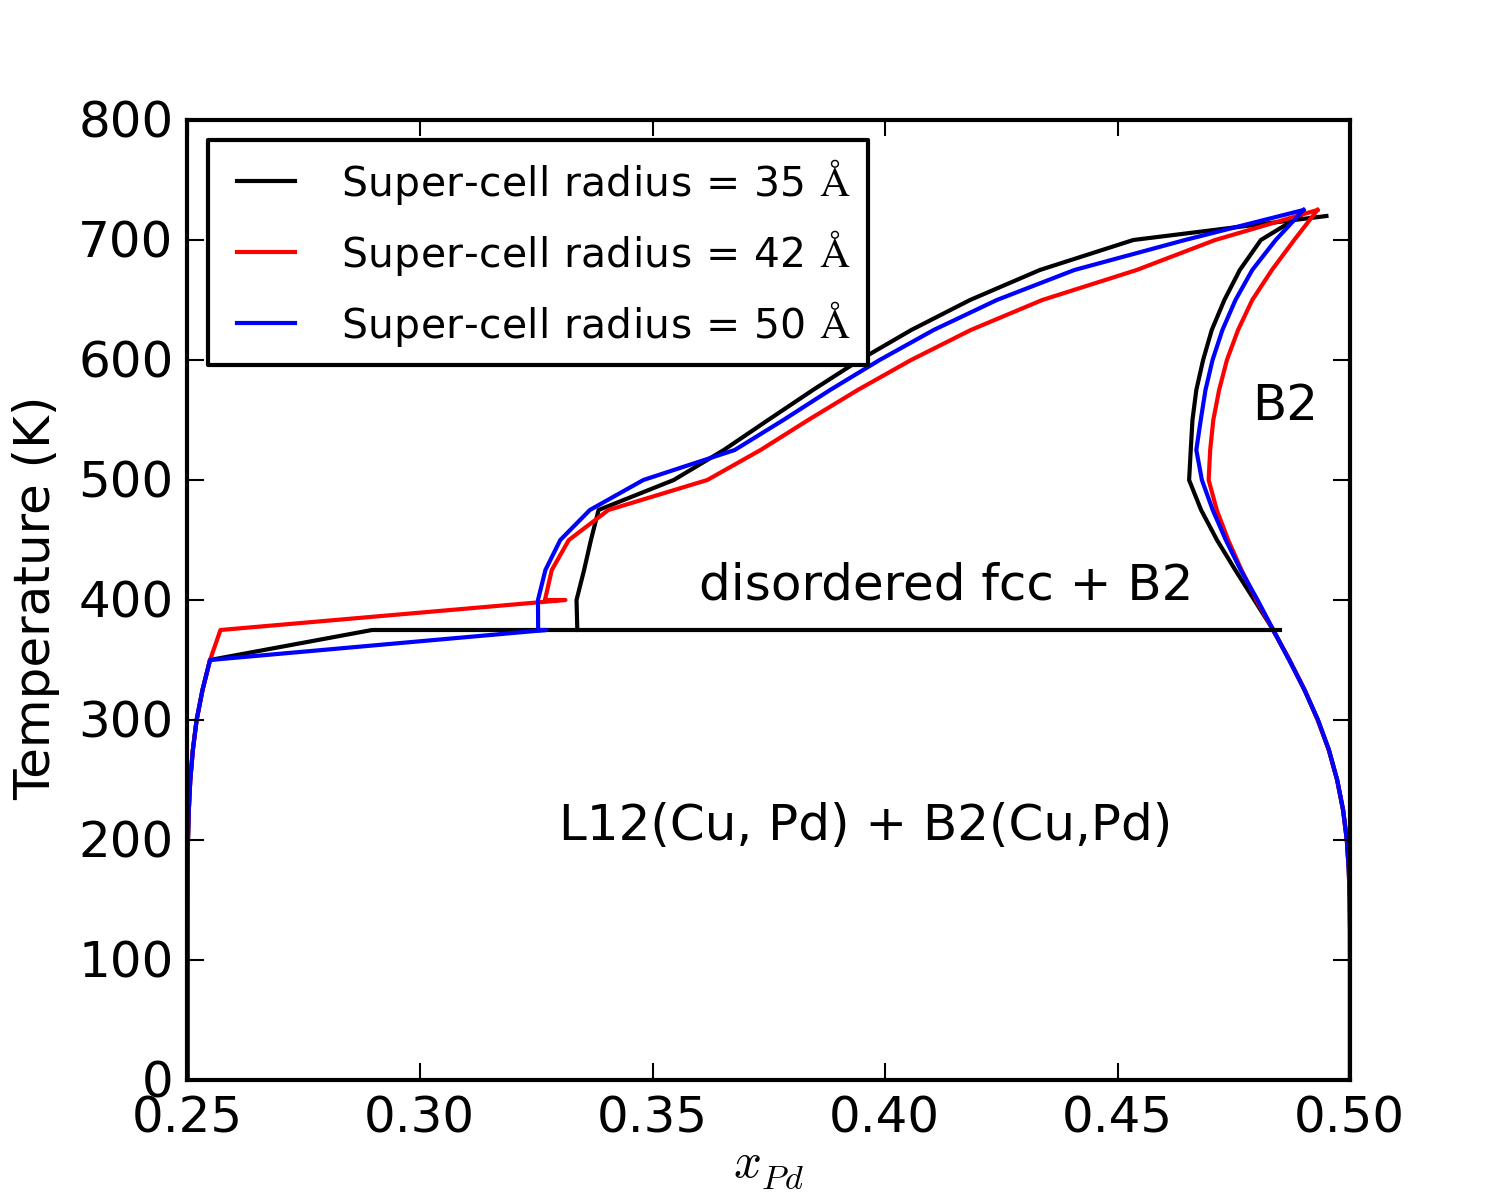 800
700
600
500
400
300
200
100
0
Temperature (K)
Super-cell radius = 35 Å
Super-cell radius = 42 Å
Super-cell radius = 50 Å
B2
disordered fcc + B2
L12(Cu, Pd) + B2(Cu,Pd)
0.25 0.30 0.35 0.40 0.45 0.50
x_{Pd}